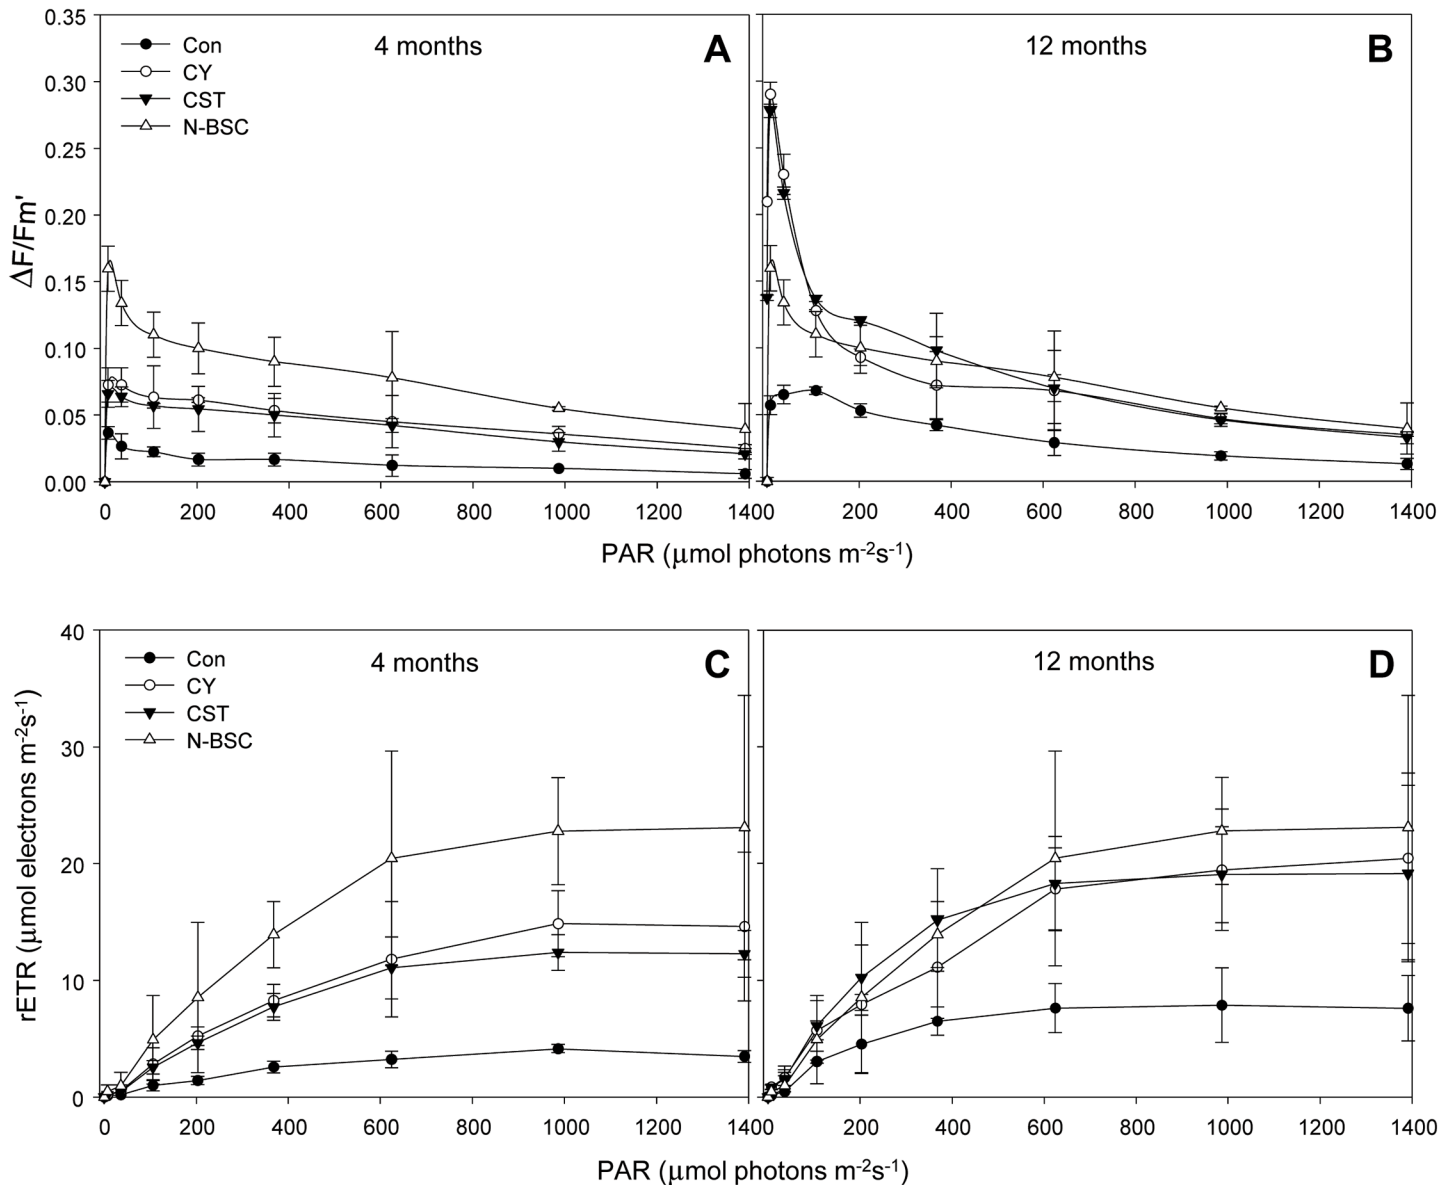 4 months
A
12 months
B
Con
CY
CST
N-BSC
0.35
0.30
0.25
0.20
0.15
0.10
0.05
0.00
ΔF/Fm'
0 200 400 600 800 1000 1200 1400
200 400 600 800 1000 1200 1400
PAR (μmol photons m-2s-1)
4 months
C
12 months
D
Con
CY
CST
N-BSC
40
30
20
10
0
rETR (μmol electrons m-2s-1)
0 200 400 600 800 1000 1200 1400
200 400 600 800 1000 1200 1400
PAR (μmol photons m-2s-1)